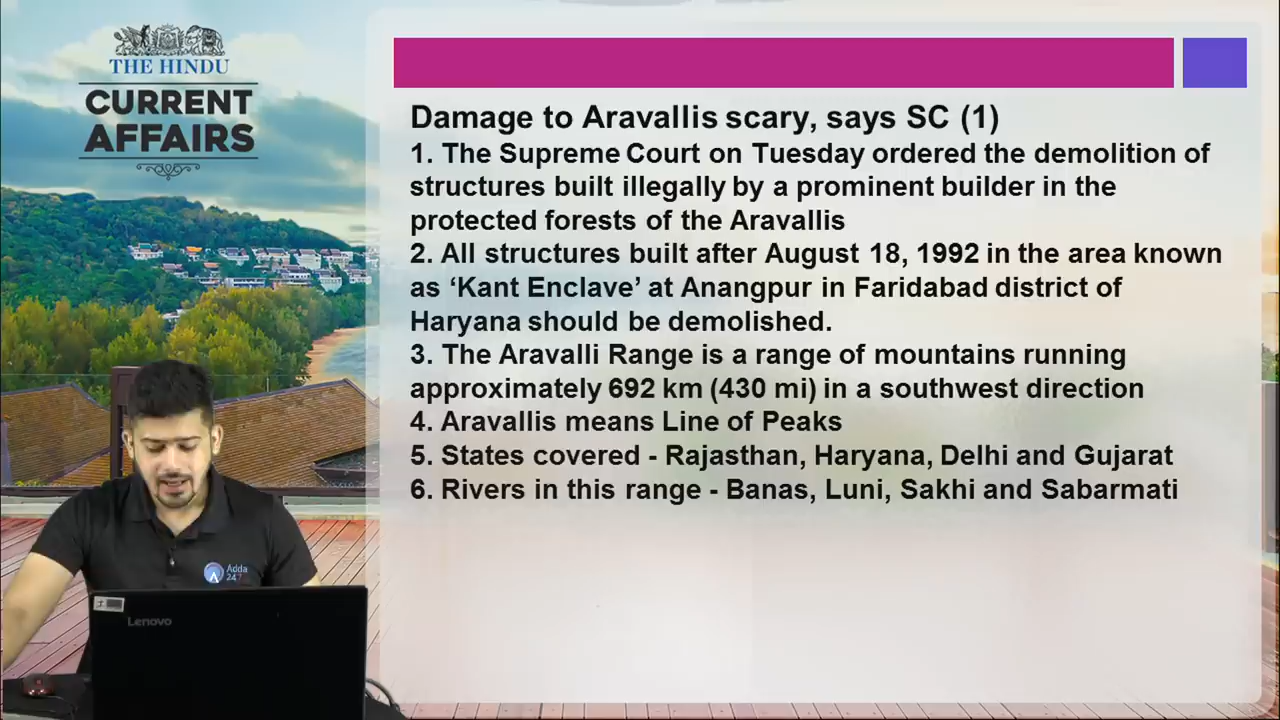 THE HINDU
CURRENT
AFFAIRS
Damage to Aravallis scary, says SC (1)
1. The Supreme Court on Tuesday ordered the demolition of
structures built illegally by a prominent builder in the
protected forests of the Aravallis
2. All structures built after August 18, 1992 in the area known
as ‘Kant Enclave’ at Anangpur in Faridabad district of
Haryana should be demolished.
3. The Aravalli Range is a range of mountains running
approximately 692 km (430 mi) in a southwest direction
4. Aravallis means Line of Peaks
5. States covered - Rajasthan, Haryana, Delhi and Gujarat
6. Rivers in this range - Banas, Luni, Sakhi and Sabarmati
Adda
247
Lenovo